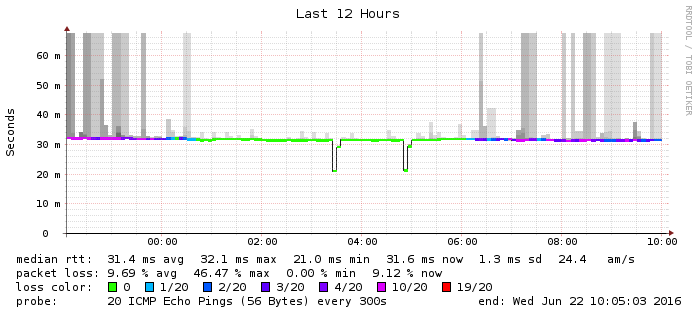 Last 12 Hours
RRDTOOL / TOBI OETIKER
Seconds
60 m
50 m
40 m
30 m
20 m
10 m
0
00:00 02:00 04:00 06:00 08:00 10:00
median rtt: 31.4 ms avg 32.1 ms max 21.0 ms min 31.6 ms now 1.3 ms sd 24.4 am/s
packet loss: 9.69 % avg 46.47 % max 0.00 % min 9.12 % now
loss color: 0 1/20 2/20 3/20 4/20 10/20 19/20
probe: 20 ICMP Echo Pings (56 Bytes) every 300s end: Wed Jun 22 10:05:03 2016